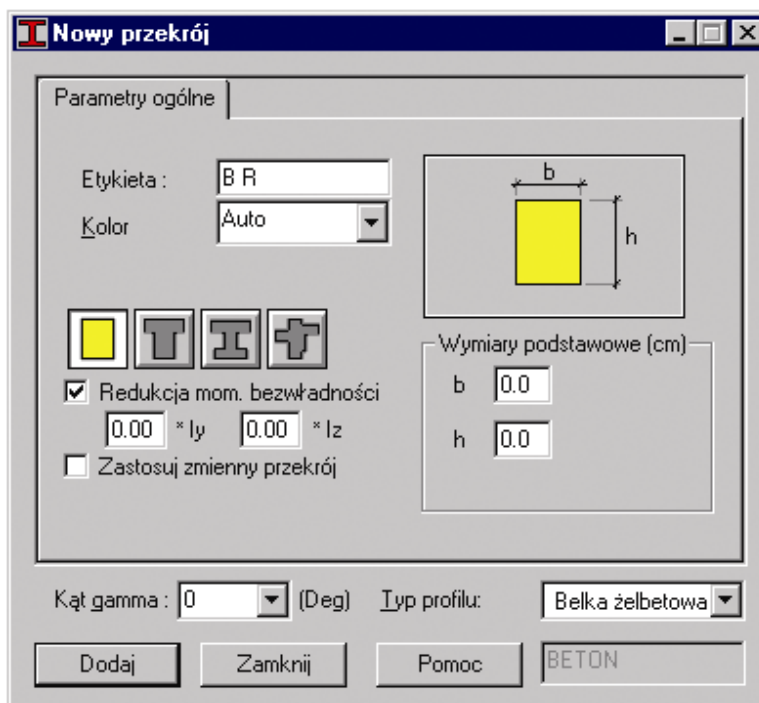 Nowy przekrój
Parametry ogólne
Etykieta : B R
Kolor Auto
b
h
Redukcja mom. bezwładności
0.00 * Iy 0.00 * Iz
Zastosuj zmienny przekrój
Wymiary podstawowe (cm)
b 0.0
h 0.0
Kąt gamma : 0 (Deg) Typ profilu: Belka żelbetowa
Dodaj Zamknij Pomoc BETON